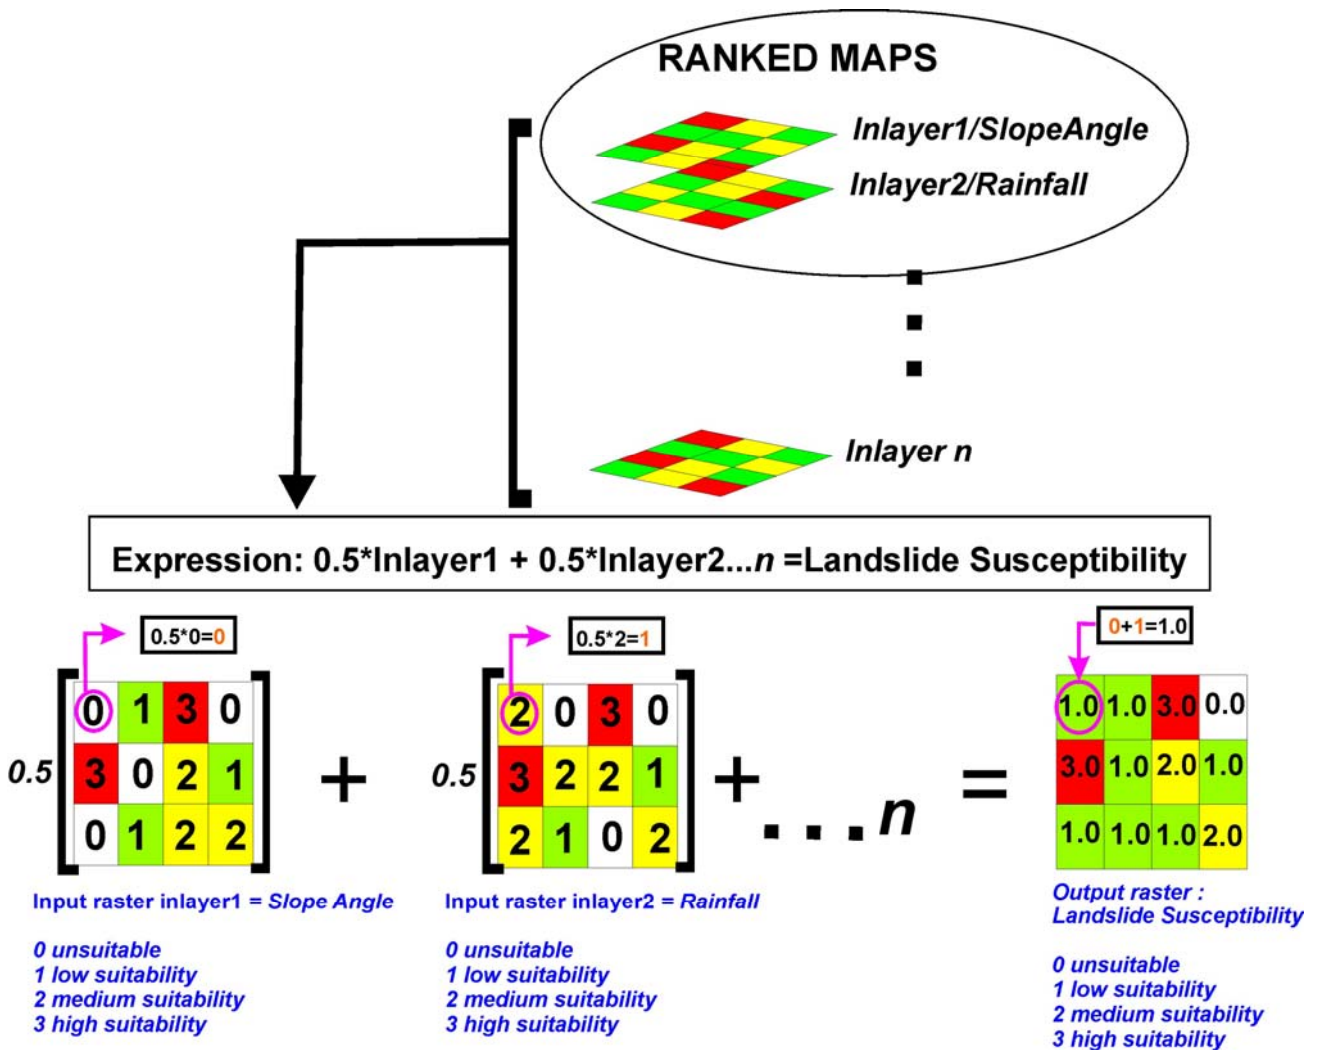 RANKED MAPS
Inlayer1/SlopeAngle
Inlayer2/Rainfall
Inlayer n
Expression: 0.5*Inlayer1 + 0.5*Inlayer2...n =Landslide Susceptibility
0.5*0=0
0.5*2=1
0+1=1.0
0.5
0 1 3 0
3 0 2 1
0 1 2 2
+
0.5
2 0 3 0
3 2 2 1
2 1 0 2
+
...n
=
1.0 1.0 3.0 0.0
3.0 1.0 2.0 1.0
1.0 1.0 1.0 2.0
Input raster inlayer1 = Slope Angle
0 unsuitable
1 low suitability
2 medium suitability
3 high suitability
Input raster inlayer2 = Rainfall
0 unsuitable
1 low suitability
2 medium suitability
3 high suitability
Output raster :
Landslide Susceptibility
0 unsuitable
1 low suitability
2 medium suitability
3 high suitability